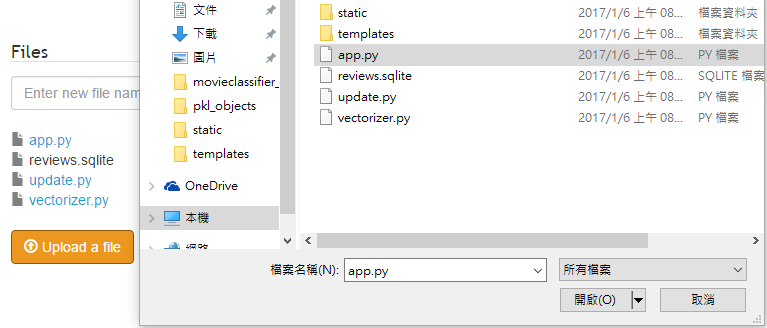 Files
Enter new file nam
app.py
reviews.sqlite
update.py
vectorizer.py
Upload a file
文件
下載
圖片
movieclassifier_
pkl_objects
static
templates
OneDrive
本機
網路
static 2017/1/6 上午 08... 檔案資料夾
templates 2017/1/6 上午 08... 檔案資料夾
app.py 2017/1/6 上午 08... PY 檔案
reviews.sqlite 2017/1/6 上午 08... SQLITE 檔案
update.py 2017/1/6 上午 08... PY 檔案
vectorizer.py 2017/1/6 上午 08... PY 檔案
檔案名稱(N): app.py 所有檔案
開啟(O) 取消